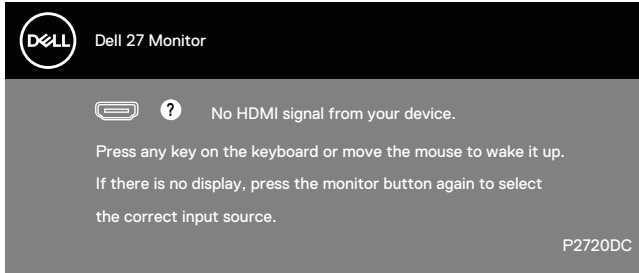 DELL
Dell 27 Monitor
? No HDMI signal from your device.
Press any key on the keyboard or move the mouse to wake it up.
If there is no display, press the monitor button again to select
the correct input source.
P2720DC